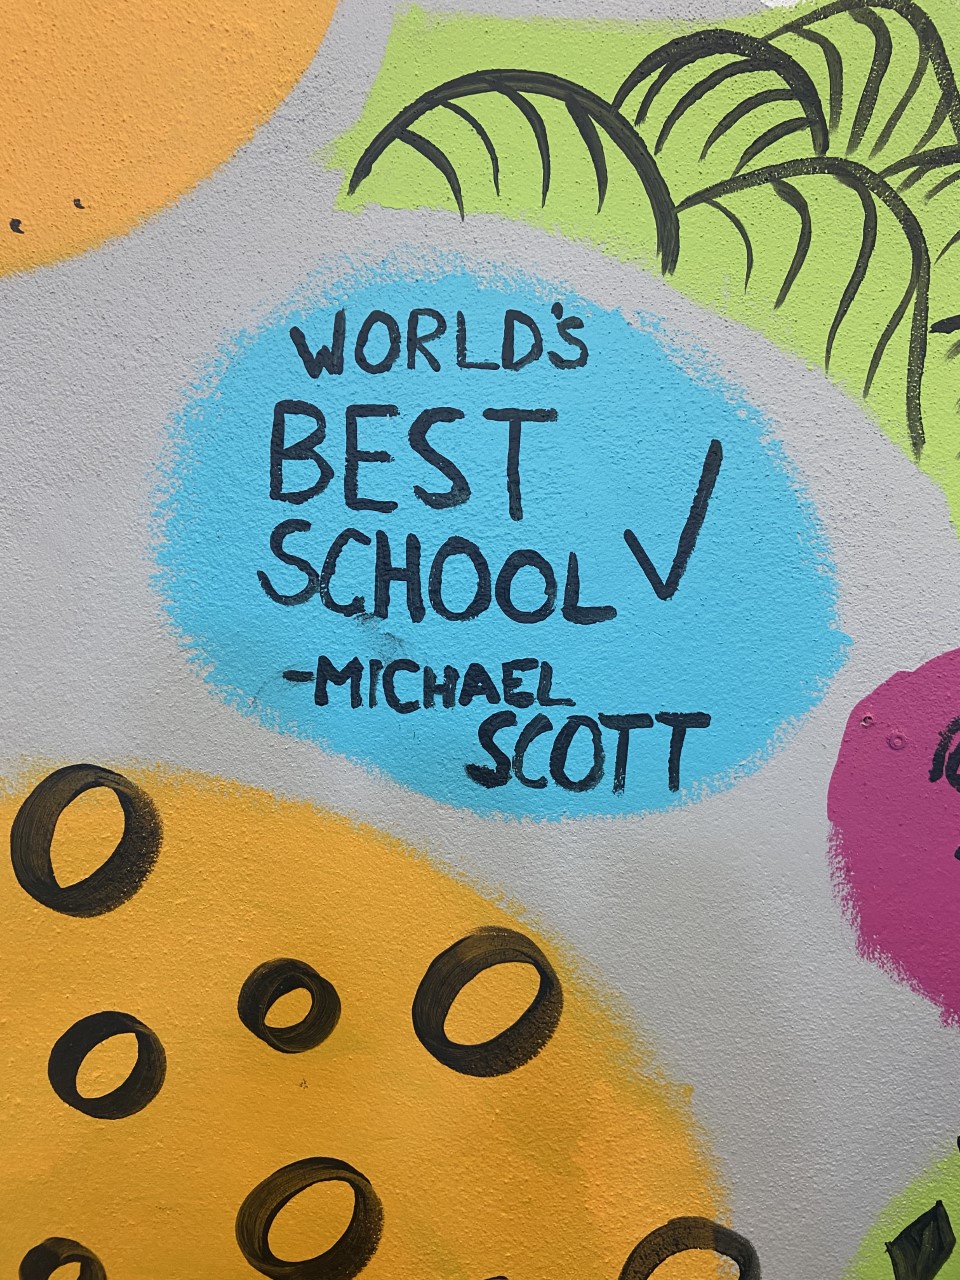 WORLD'S
BEST
SCHOOL ✓
-MICHAEL
SCOTT